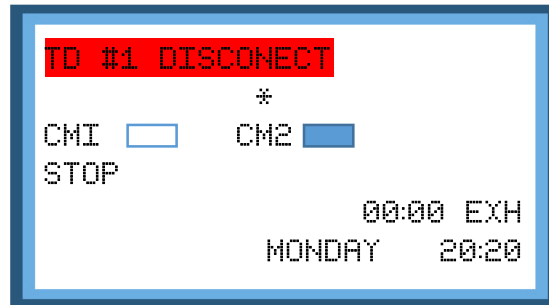 TD #1 DISCONECT
*
CMI CM2
STOP
00:00 EXH
MONDAY 20:20